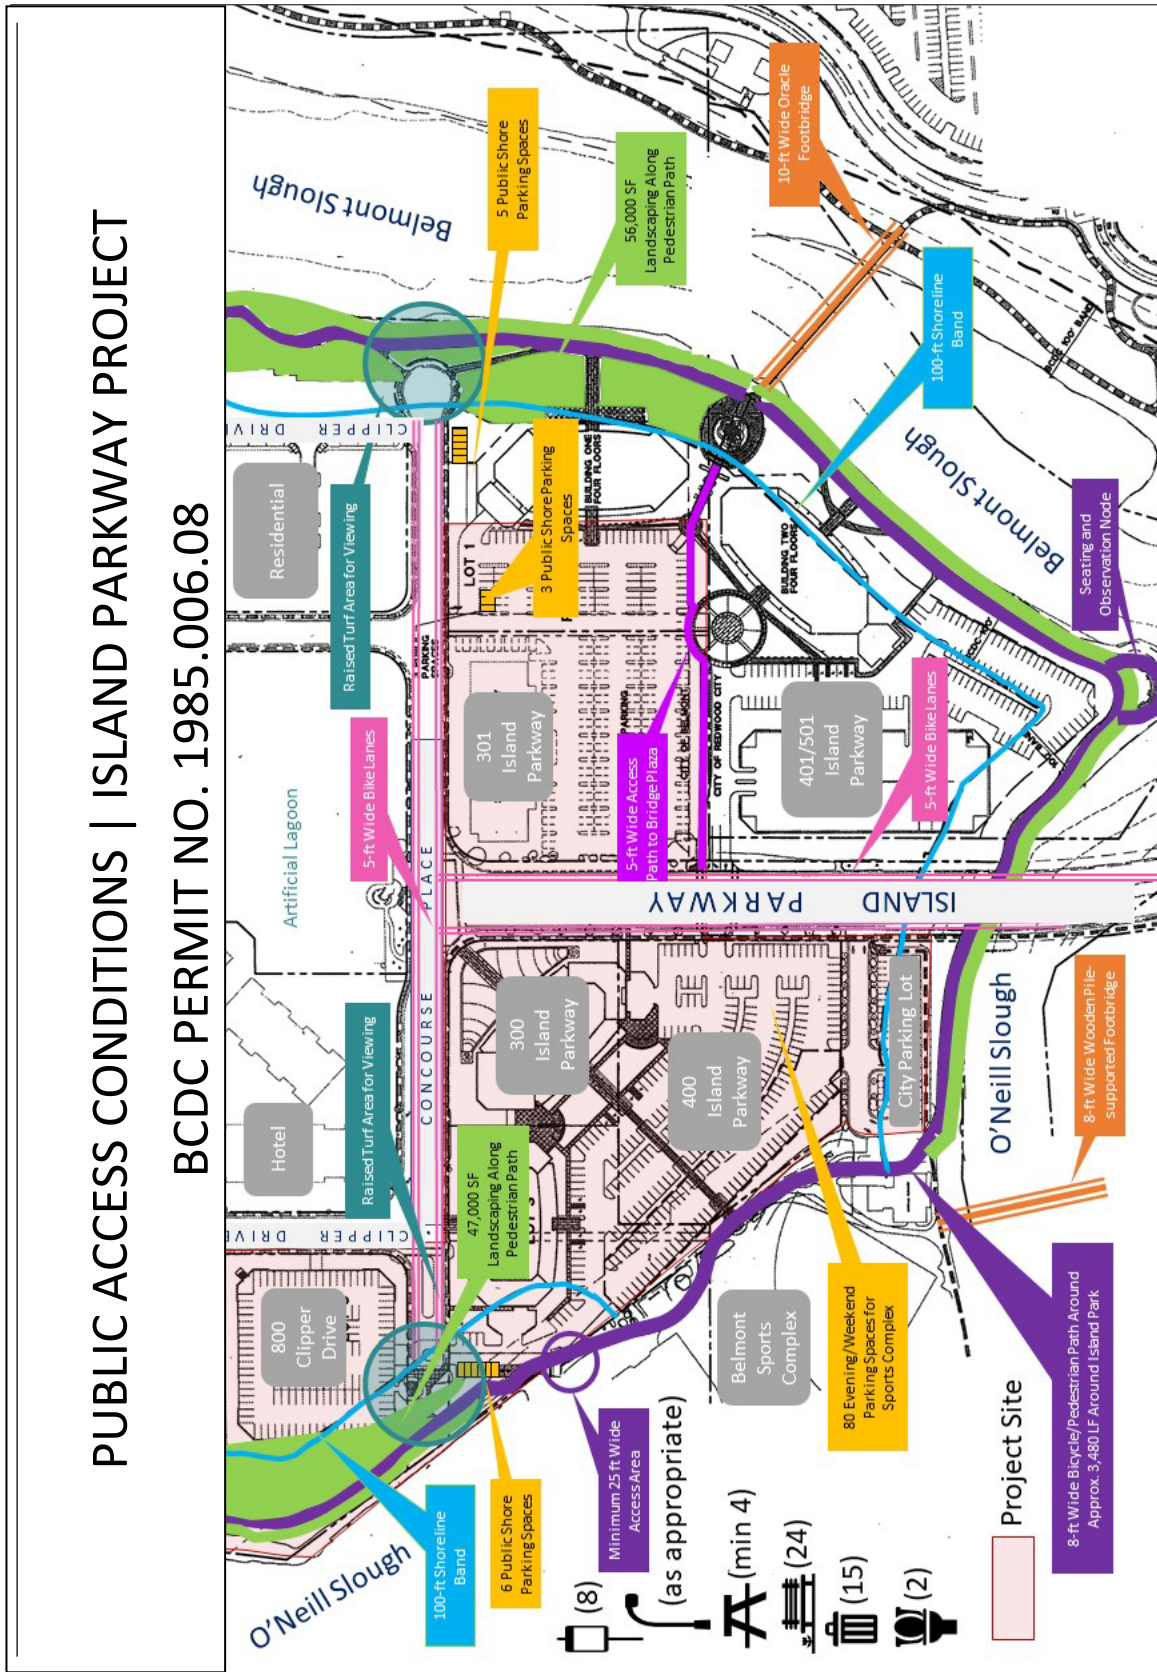 PUBLIC ACCESS CONDITIONS | ISLAND PARKWAY PROJECT
BCDC PERMIT NO. 1985.006.08
O'Neill Slough
100-ft Shoreline
Band
6 Public Shore
Parking Spaces
Minimum 25 ft Wide
Access Area
800
Clipper
Drive
CLIPPER DRIVE
Hotel
47,000 SF
Landscaping Along
Pedestrian Path
Raised Turf Area for Viewing
Artificial Lagoon
5-ft Wide Bike Lanes
CONCOURSE PLACE
Residential
Raised Turf Area for Viewing
CLIPPER DRIVE
Belmont Slough
5 Public Shore
Parking Spaces
56,000 SF
Landscaping Along
Pedestrian Path
3 Public Shore Parking
Spaces
LOT 1
PARKING
BUILDING ONE
FOUR FLOORS
10-ft Wide Oracle
Footbridge
100-ft Shoreline
Band
BCDC 100' BAND
Belmont Slough
BUILDING TWO
FOUR FLOORS
301
Island
Parkway
PARKING
CITY OF BELMONT
CITY OF REDWOOD CITY
5-ft Wide Access
Path to Bridge Plaza
401/501
Island
Parkway
5-ft Wide Bike Lanes
Seating and
Observation Node
ISLAND PARKWAY
300
Island
Parkway
400
Island
Parkway
City Parking Lot
O'Neill Slough
8-ft Wide Wooden Pile-
supported Footbridge
Belmont
Sports
Complex
80 Evening/Weekend
Parking Spaces for
Sports Complex
8-ft Wide Bicycle/Pedestrian Path Around
Approx. 3,480 LF Around Island Park
(8)
(as appropriate)
(min 4)
(24)
(15)
(2)
Project Site